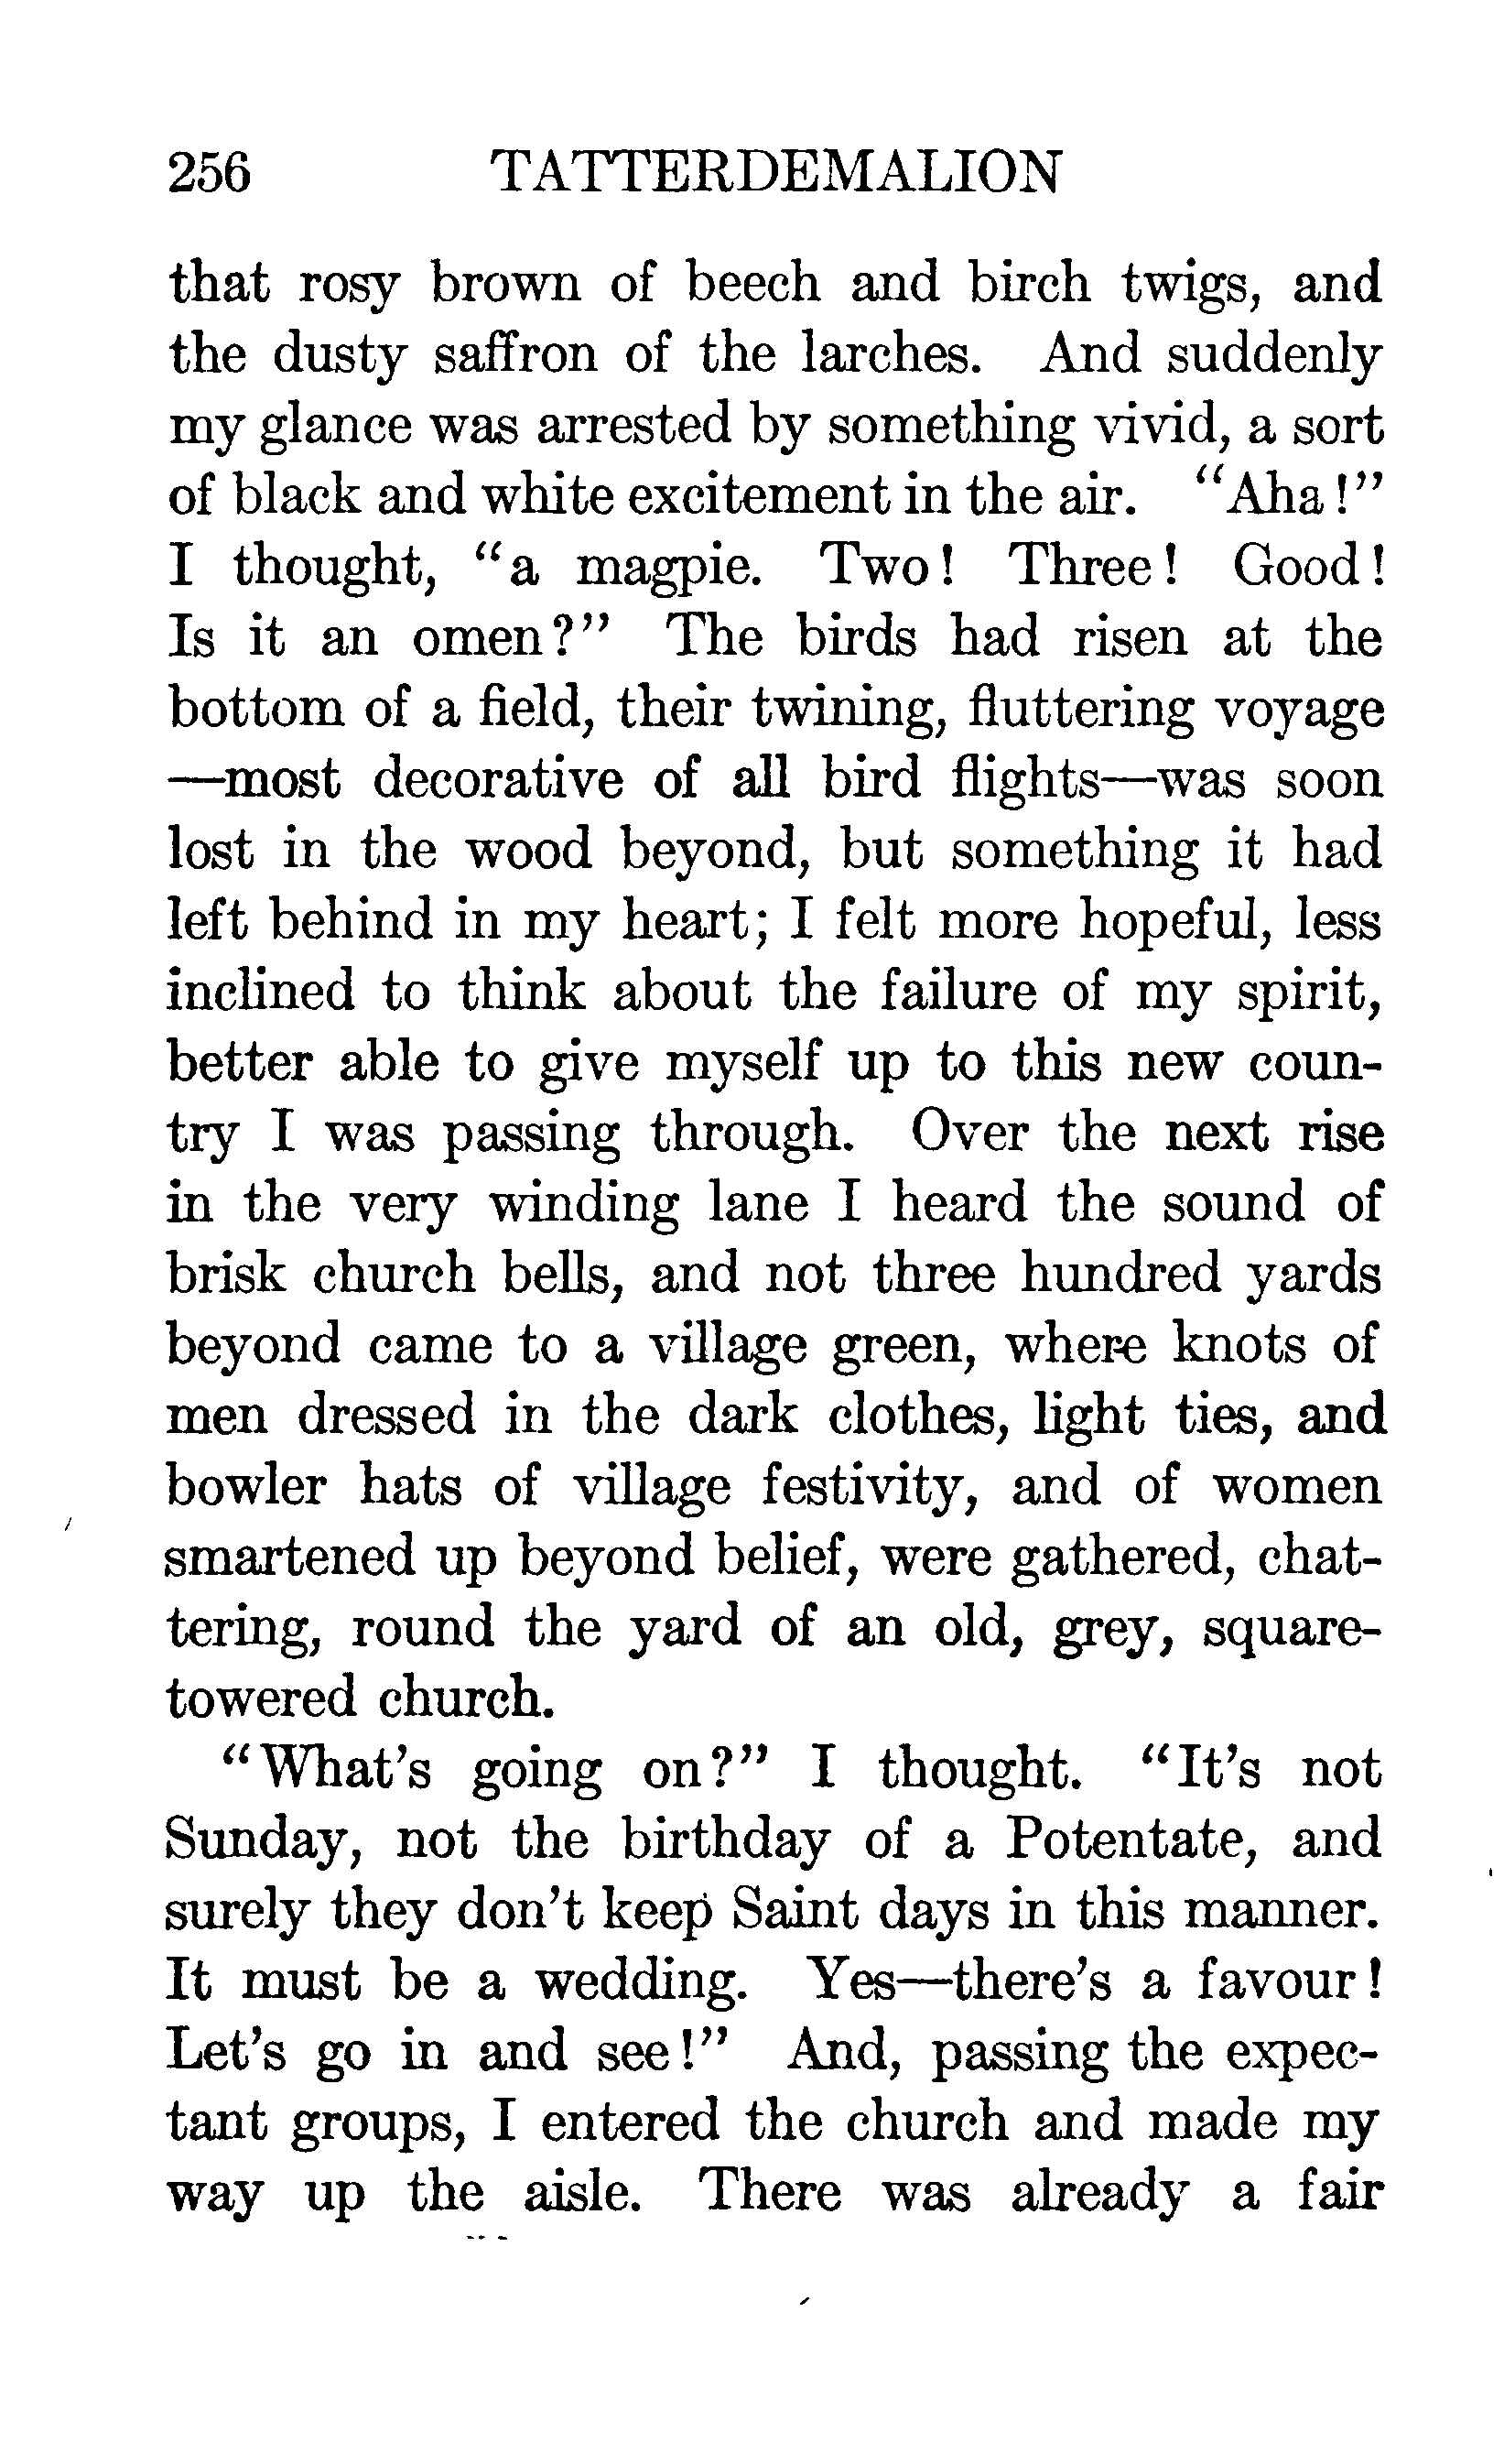 256 TATTERDEMALION
that rosy brown of beech and birch twigs, and
the dusty saffron of the larches. And suddenly
my glance was arrested by something vivid, a sort
of black and white excitement in the air. "Aha!"
I thought, "a magpie. Two! Three! Good!
Is it an omen?" The birds had risen at the
bottom of a field, their twining, fluttering voyage
—most decorative of all bird flights—was soon
lost in the wood beyond, but something it had
left behind in my heart; I felt more hopeful, less
inclined to think about the failure of my spirit,
better able to give myself up to this new coun-
try I was passing through. Over the next rise
in the very winding lane I heard the sound of
brisk church bells, and not three hundred yards
beyond came to a village green, where knots of
men dressed in the dark clothes, light ties, and
bowler hats of village festivity, and of women
smartened up beyond belief, were gathered, chat-
tering, round the yard of an old, grey, square-
towered church.
"What's going on?" I thought. "It's not
Sunday, not the birthday of a Potentate, and
surely they don't keep Saint days in this manner.
It must be a wedding. Yes—there's a favour!
Let's go in and see!" And, passing the expec-
tant groups, I entered the church and made my
way up the aisle. There was already a fair